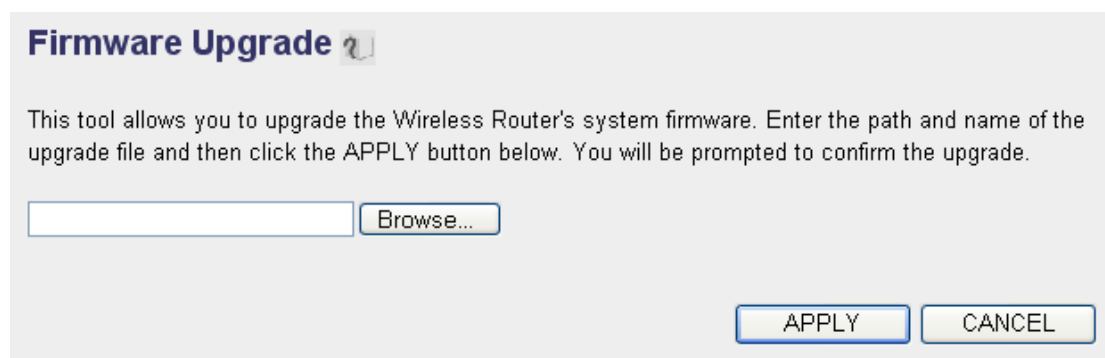 Firmware Upgrade
This tool allows you to upgrade the Wireless Router's system firmware. Enter the path and name of the
upgrade file and then click the APPLY button below. You will be prompted to confirm the upgrade.
Browse...
APPLY CANCEL